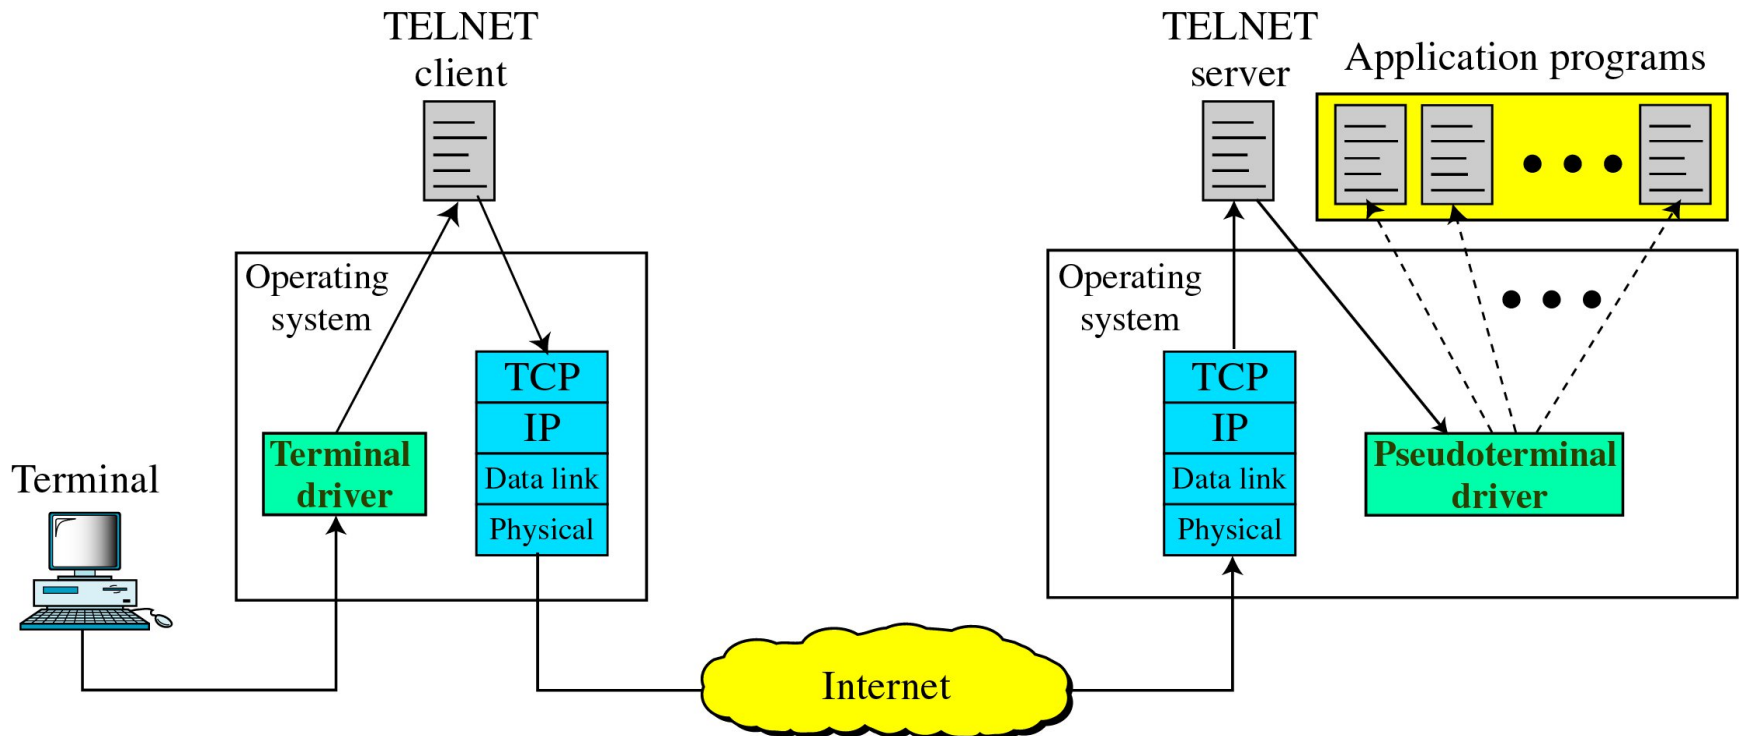 TELNET
client
TELNET
server
Application programs
Operating
system
TCP
IP
Data link
Physical
Terminal
driver
Terminal
Operating
system
TCP
IP
Data link
Physical
Pseudoterminal
driver
Internet